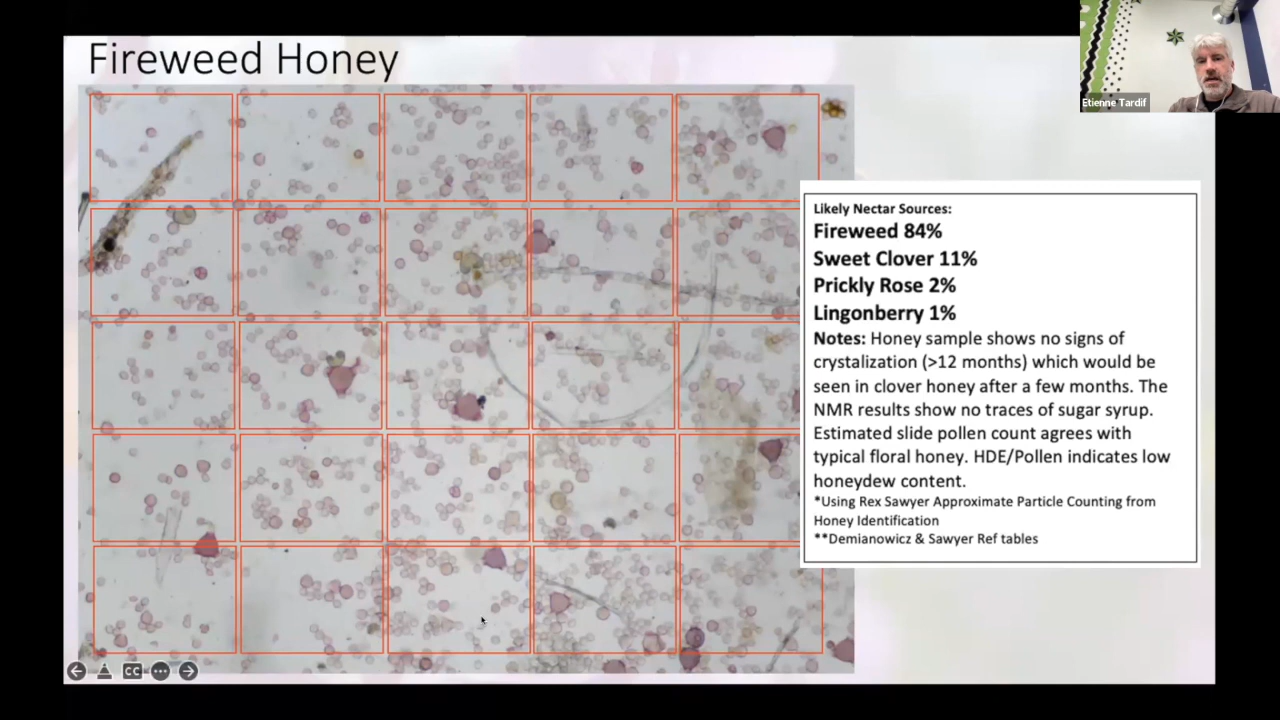 Fireweed Honey
Etienne Tardif
Likely Nectar Sources:
Fireweed 84%
Sweet Clover 11%
Prickly Rose 2%
Lingonberry 1%
Notes: Honey sample shows no signs of
crystalization (>12 months) which would be
seen in clover honey after a few months. The
NMR results show no traces of sugar syrup.
Estimated slide pollen count agrees with
typical floral honey. HDE/Pollen indicates low
honeydew content.
*Using Rex Sawyer Approximate Particle Counting from
Honey Identification
**Demianowicz & Sawyer Ref tables
CC